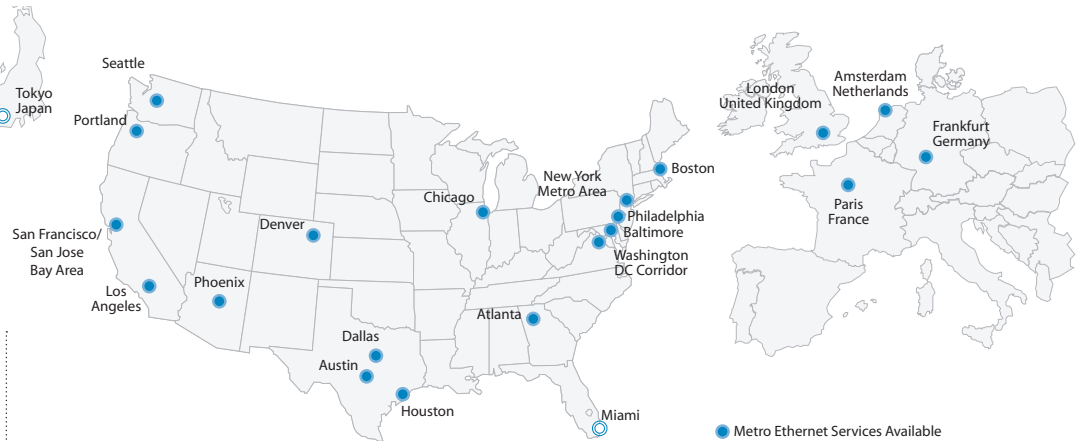 Seattle
Tokyo
Japan
Portland
San Francisco/
San Jose
Bay Area
Los
Angeles
Phoenix
Denver
Dallas
Austin
Houston
Chicago
New York
Metro Area
Boston
Philadelphia
Baltimore
Washington
DC Corridor
Atlanta
Miami
London
United Kingdom
Amsterdam
Netherlands
Frankfurt
Germany
Paris
France
Metro Ethernet Services Available